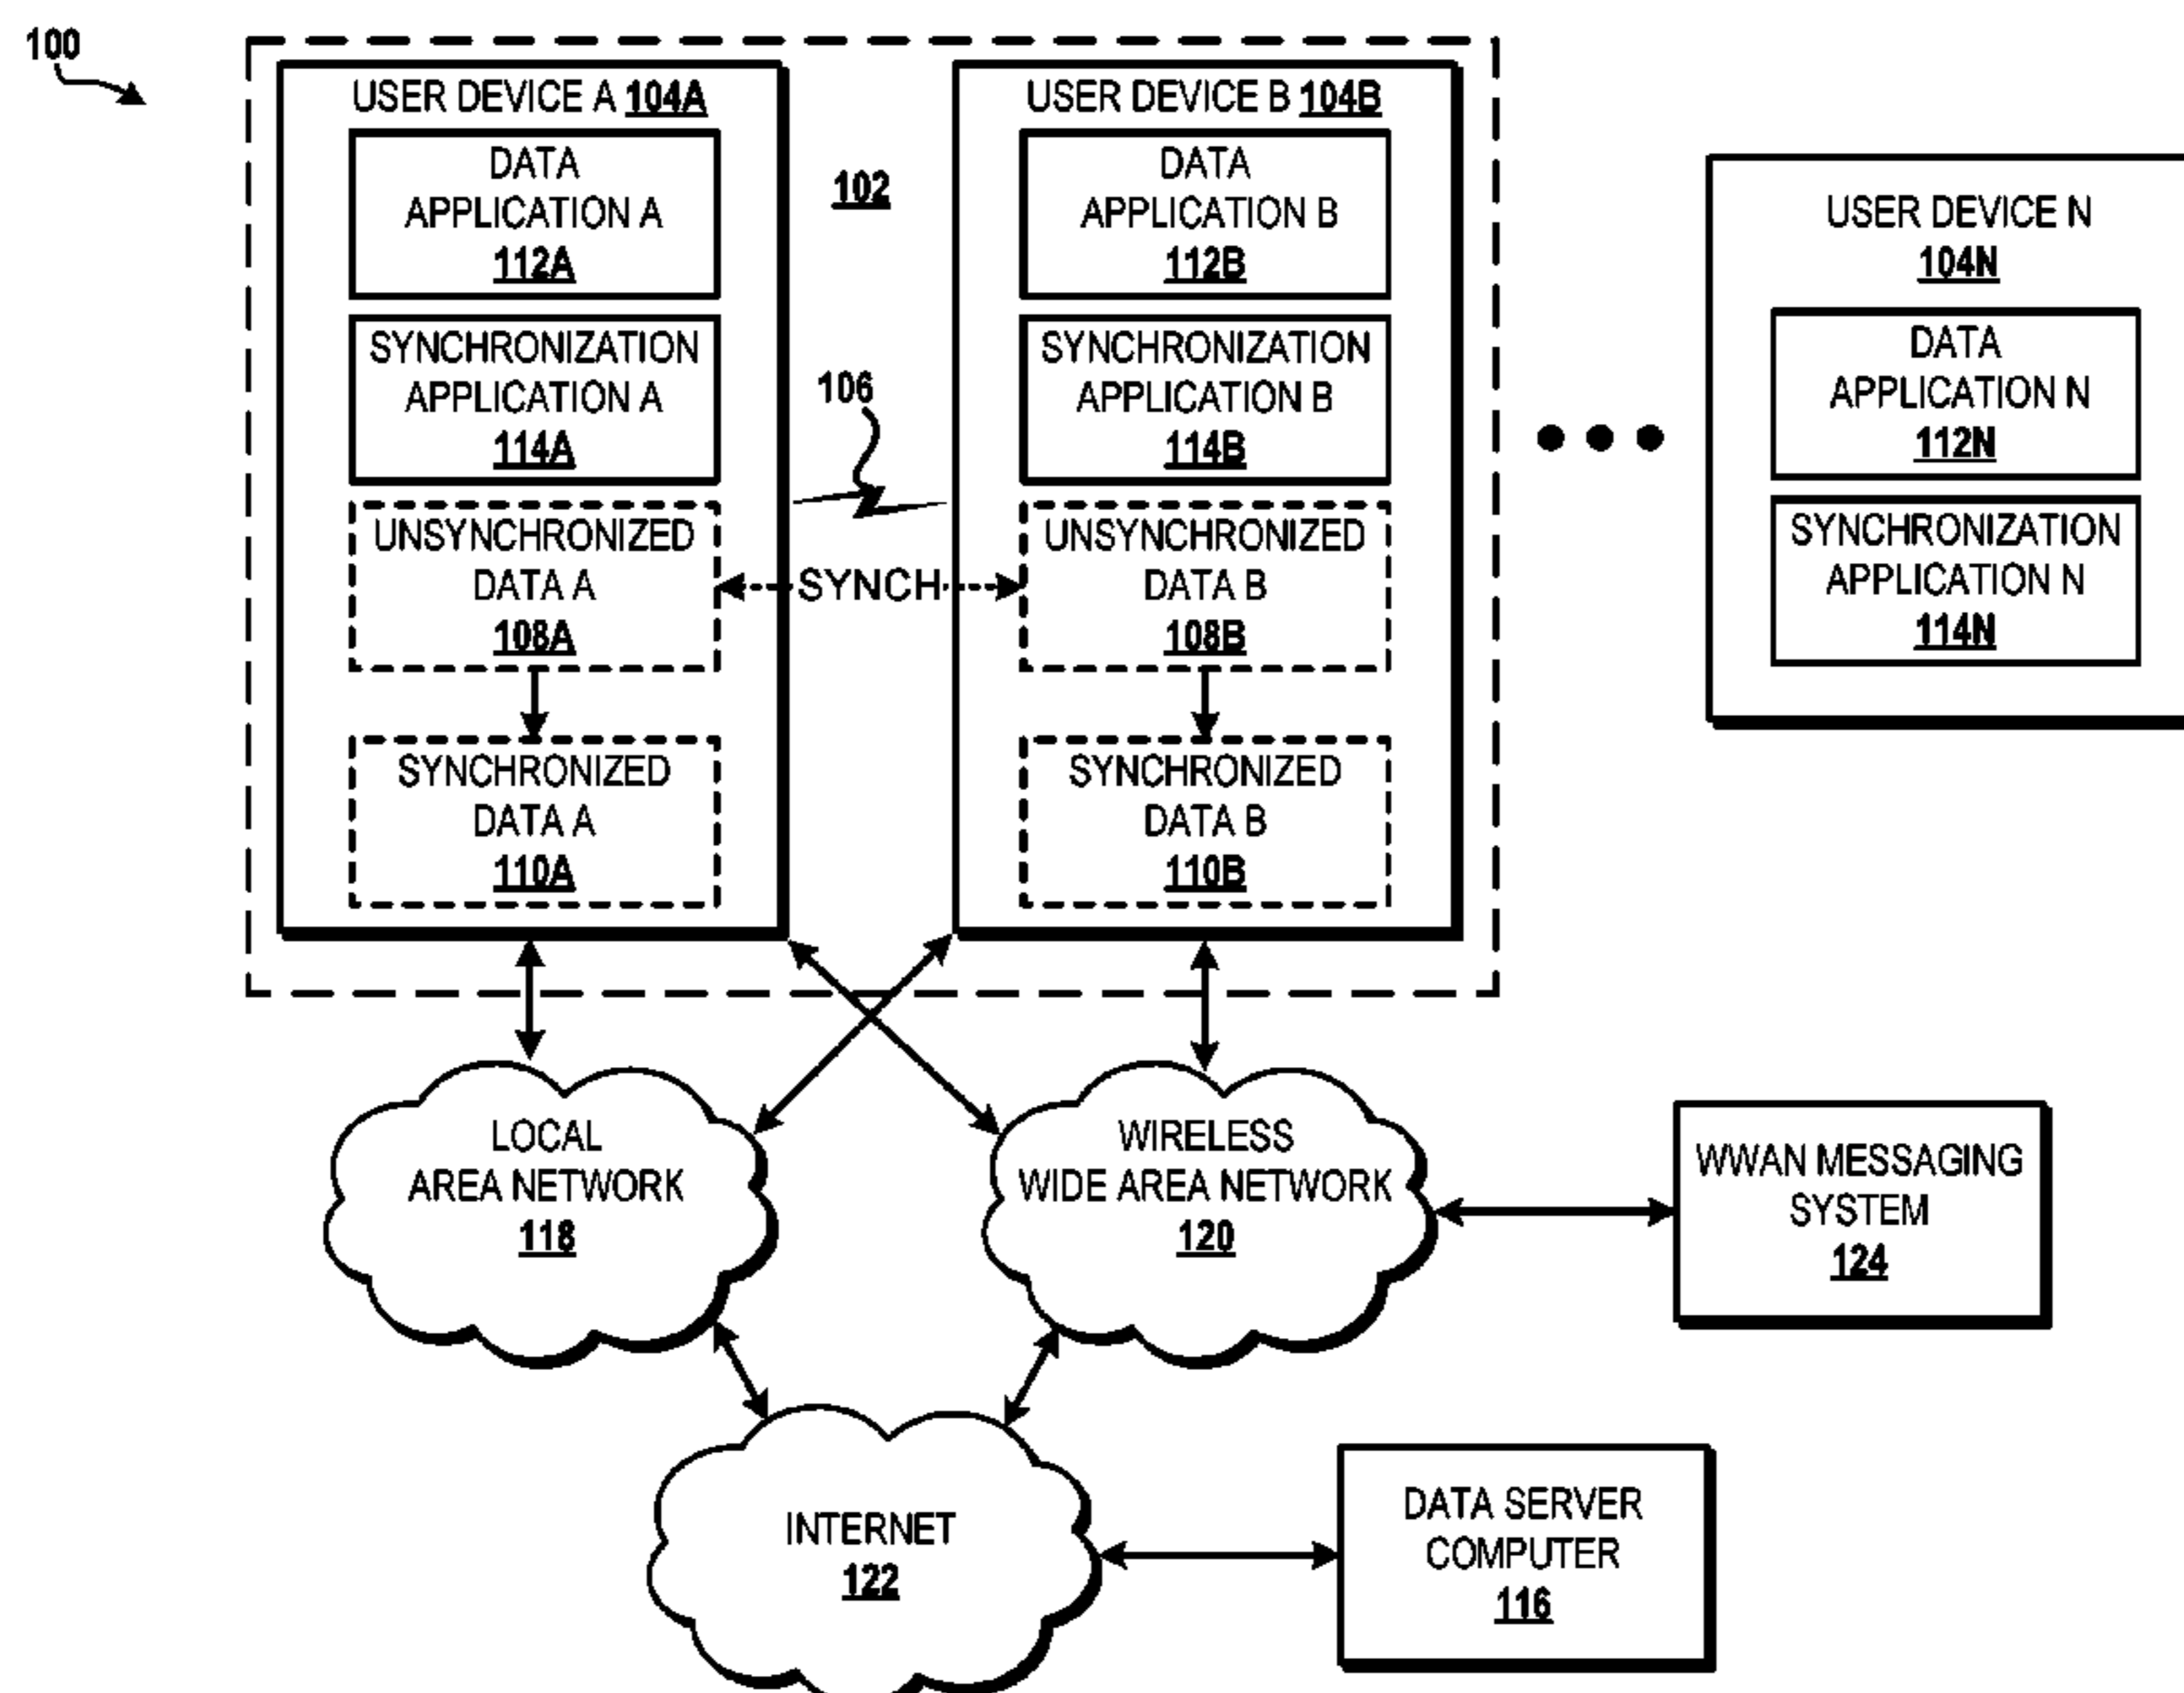 100
USER DEVICE A 104A
DATA
APPLICATION A
112A
SYNCHRONIZATION
APPLICATION A
114A
UNSYNCHRONIZED
DATA A
108A
SYNCHRONIZED
DATA A
110A
102
106
SYNCH
USER DEVICE B 104B
DATA
APPLICATION B
112B
SYNCHRONIZATION
APPLICATION B
114B
UNSYNCHRONIZED
DATA B
108B
SYNCHRONIZED
DATA B
110B
USER DEVICE N
104N
DATA
APPLICATION N
112N
SYNCHRONIZATION
APPLICATION N
114N
LOCAL
AREA NETWORK
118
WIRELESS
WIDE AREA NETWORK
120
WWAN MESSAGING
SYSTEM
124
INTERNET
122
DATA SERVER
COMPUTER
116